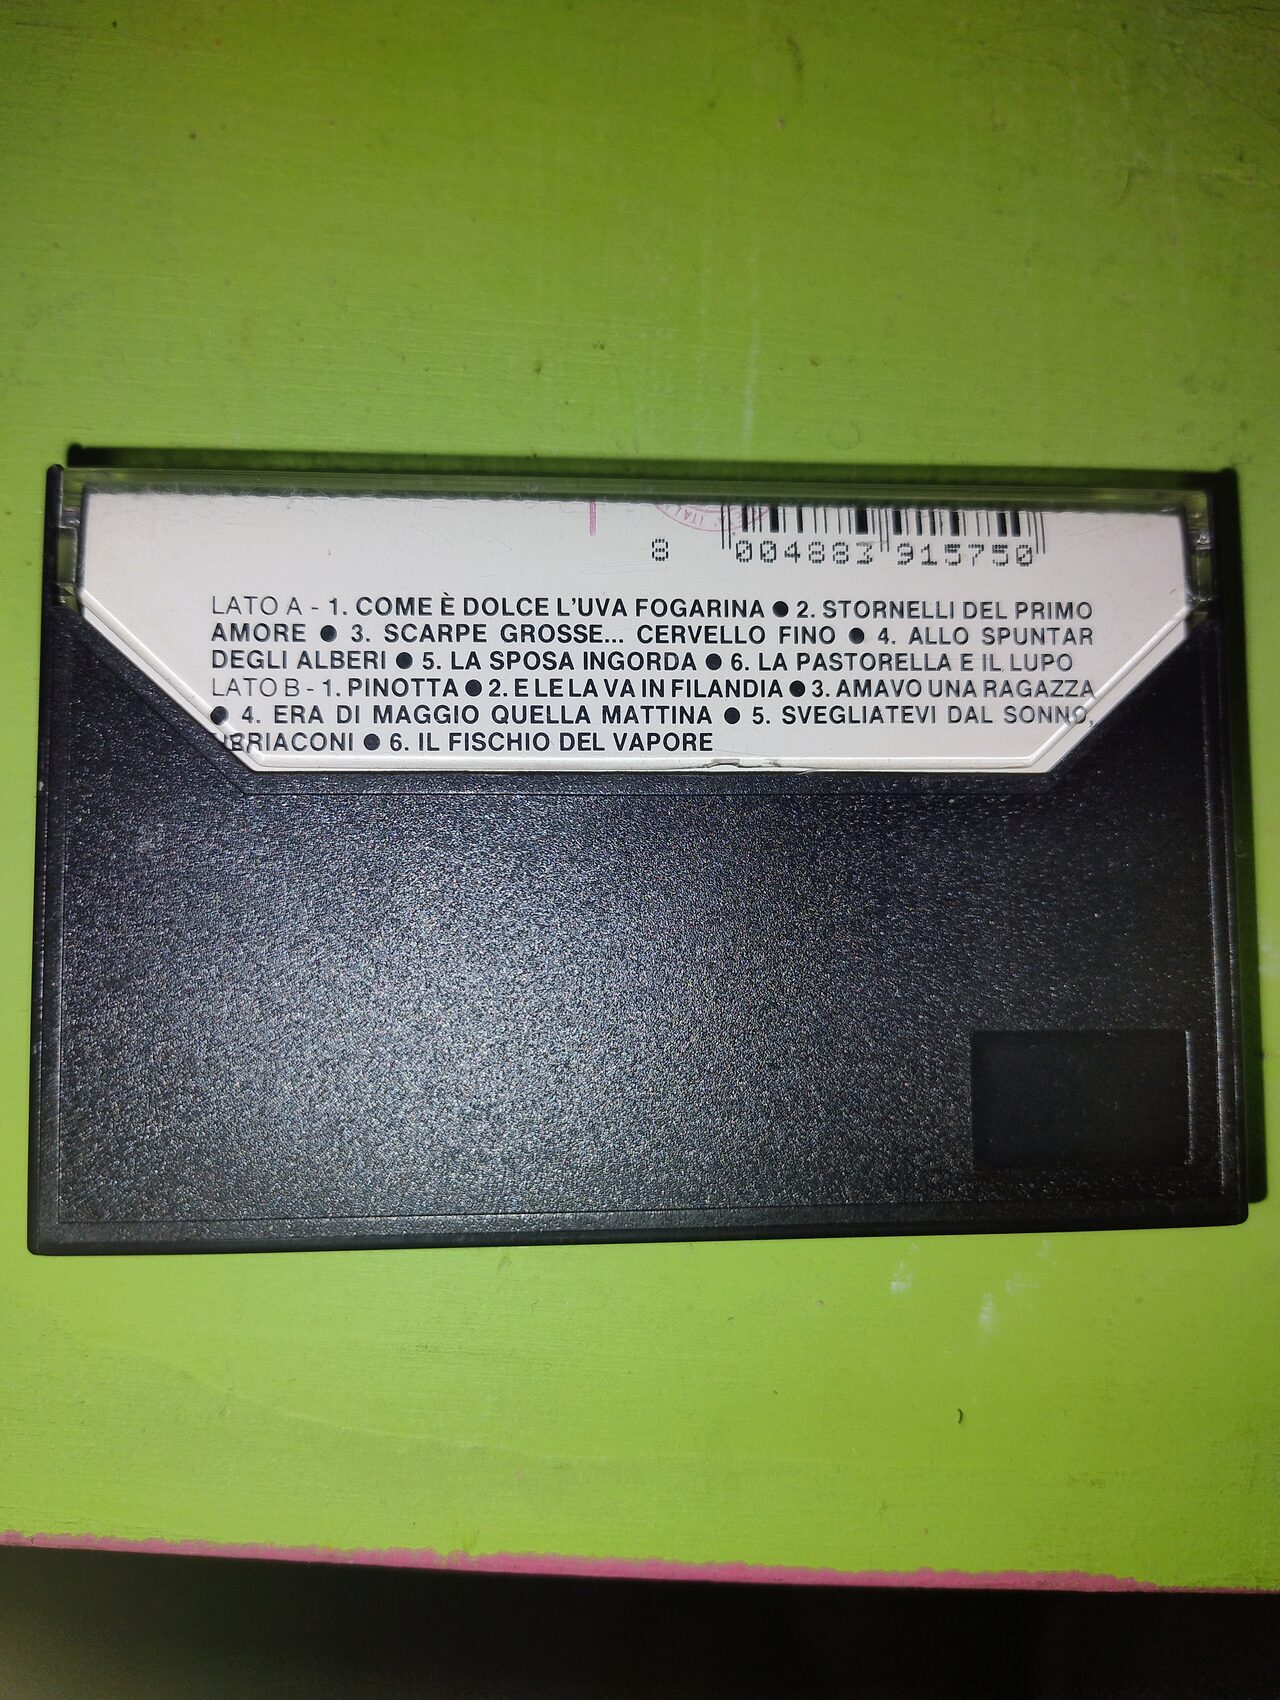 ITALI
8 004883 915750
LATO A - 1. COME È DOLCE L'UVA FOGARINA ● 2. STORNELLI DEL PRIMO
AMORE ● 3. SCARPE GROSSE... CERVELLO FINO ● 4. ALLO SPUNTAR
DEGLI ALBERI ● 5. LA SPOSA INGORDA ● 6. LA PASTORELLA E IL LUPO
LATO B - 1. PINOTTA ● 2. E LE LA VA IN FILANDIA ● 3. AMAVO UNA RAGAZZA
● 4. ERA DI MAGGIO QUELLA MATTINA ● 5. SVEGLIATEVI DAL SONNO,
UBRIACONI ● 6. IL FISCHIO DEL VAPORE